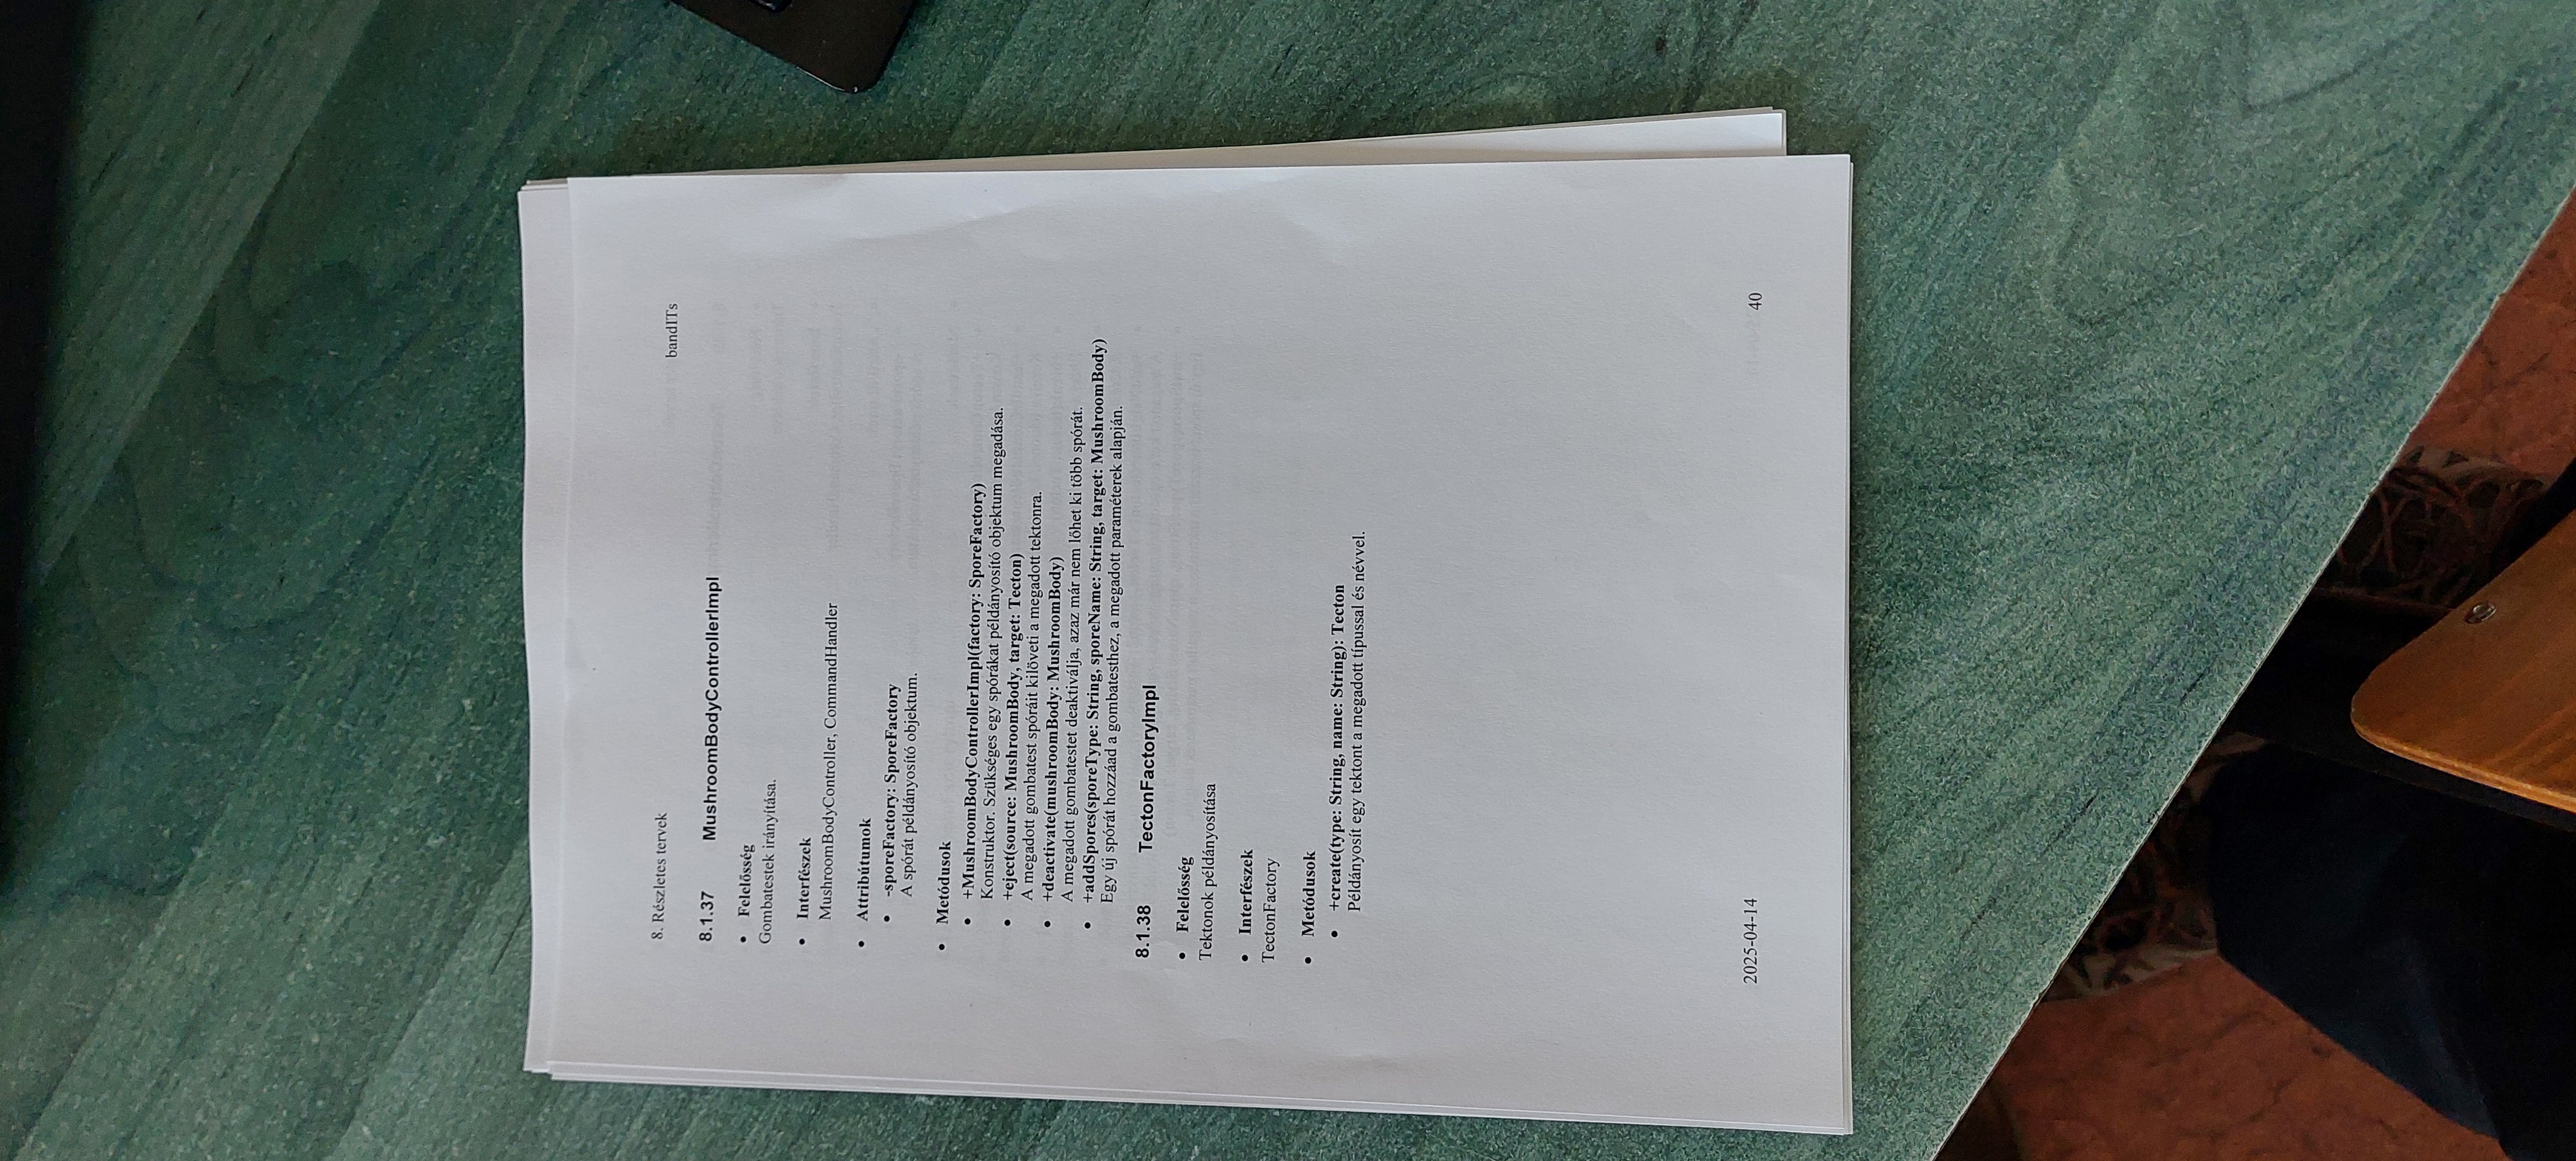 8. Részletes tervek
bandITs
8.1.37 MushroomBodyControllerImpl
• Felelősség
Gombatestek irányítása.
• Interfészek
MushroomBodyController, CommandHandler
• Attribútumok
• -sporeFactory: SporeFactory
A spórát példányosító objektum.
• Metódusok
• +MushroomBodyControllerImpl(factory: SporeFactory)
Konstruktor. Szükséges egy spórákat példányosító objektum megadása.
• +eject(source: MushroomBody, target: Tecton)
A megadott gombatest spóráit kilöveti a megadott tektonra.
• +deactivate(mushroomBody: MushroomBody)
A megadott gombatestet deaktiválja, azaz már nem lőhet ki több spórát.
• +addSpores(sporeType: String, sporeName: String, target: MushroomBody)
Egy új spórát hozzáad a gombatesthez, a megadott paraméterek alapján.
8.1.38 TectonFactoryImpl
• Felelősség
Tektonok példányosítása
• Interfészek
TectonFactory
• Metódusok
• +create(type: String, name: String): Tecton
Példányosít egy tektont a megadott típussal és névvel.
2025-04-14
40